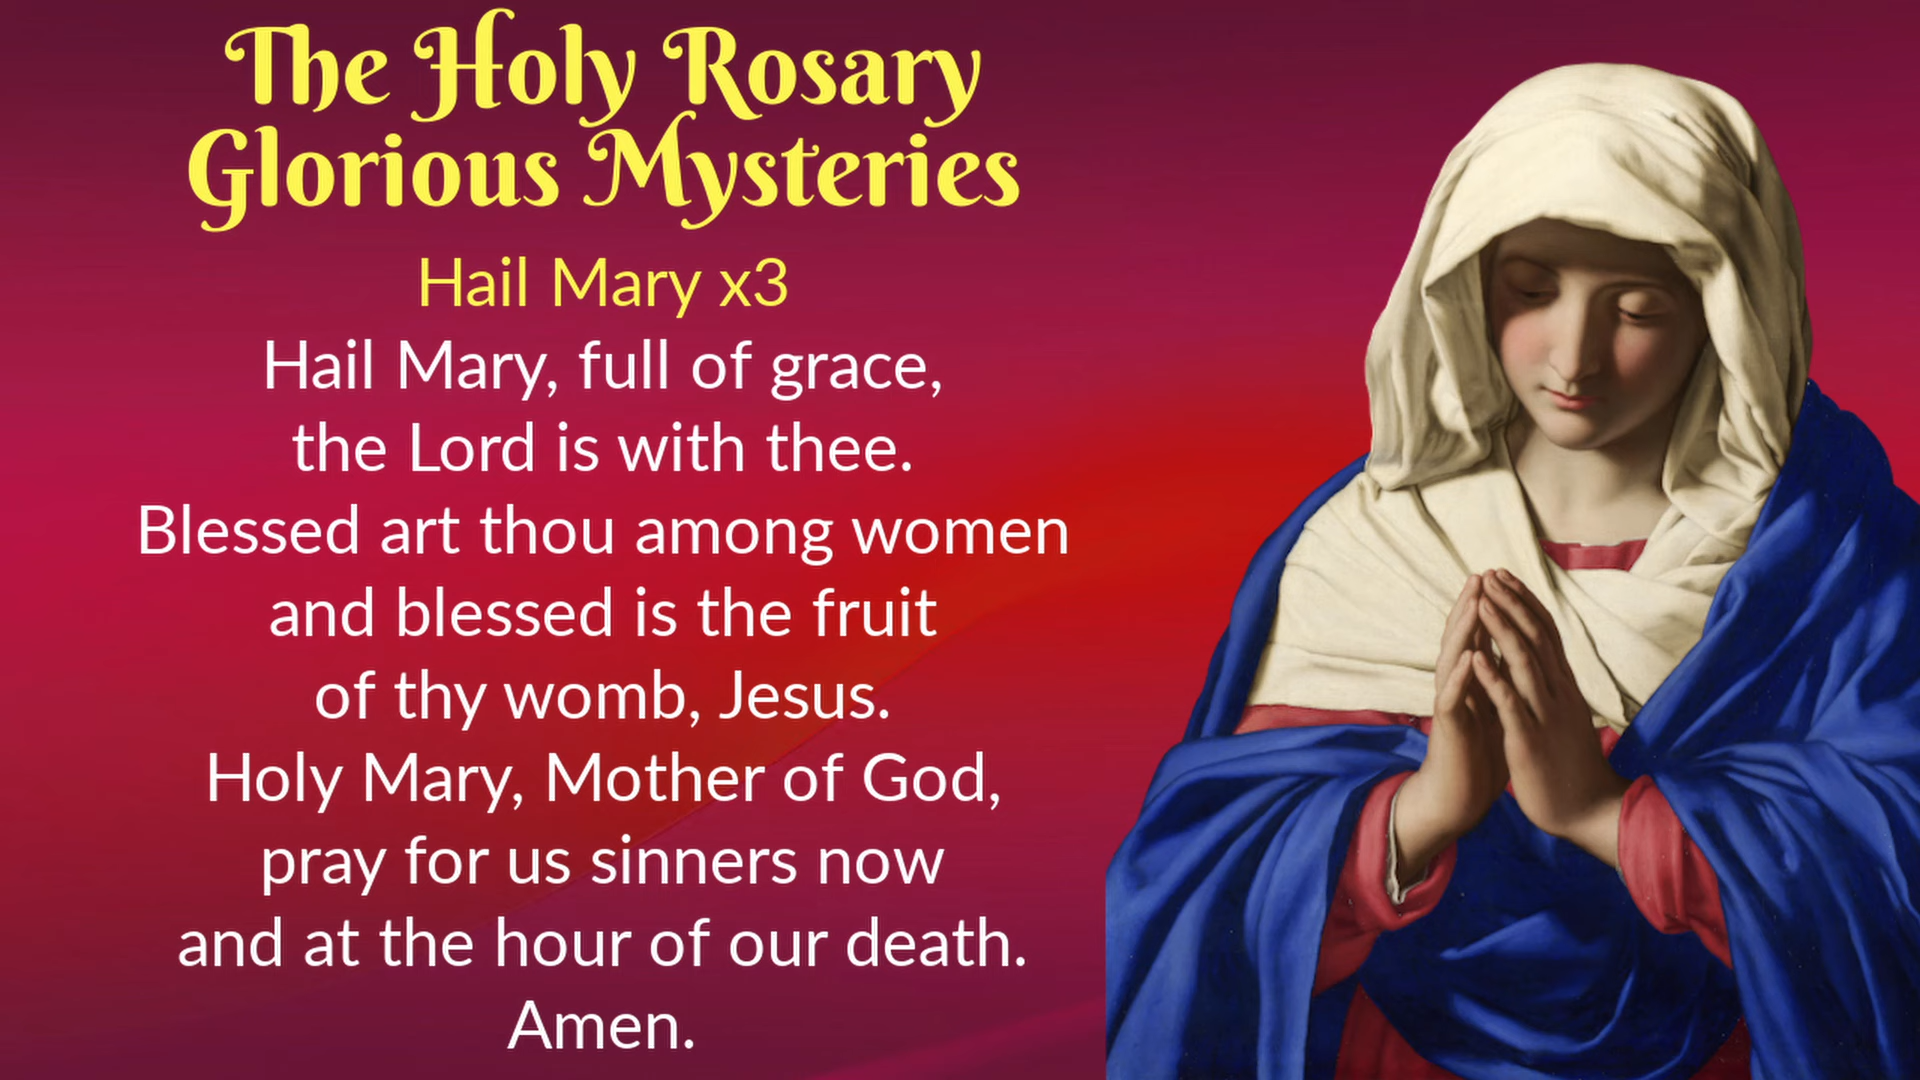 The Holy Rosary
Glorious Mysteries
Hail Mary x3
Hail Mary, full of grace,
the Lord is with thee.
Blessed art thou among women
and blessed is the fruit
of thy womb, Jesus.
Holy Mary, Mother of God,
pray for us sinners now
and at the hour of our death.
Amen.